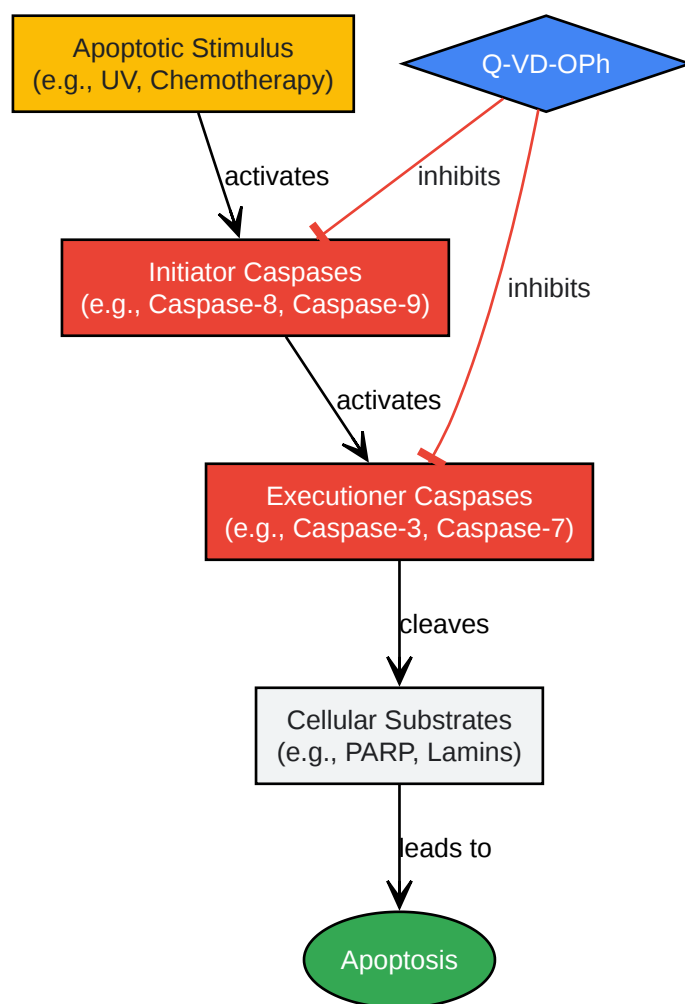 Apoptotic Stimulus
(e.g., UV, Chemotherapy)
Q-VD-OPh
activates
inhibits
Initiator Caspases
(e.g., Caspase-8, Caspase-9)
inhibits
activates
Executioner Caspases
(e.g., Caspase-3, Caspase-7)
cleaves
Cellular Substrates
(e.g., PARP, Lamins)
leads to
Apoptosis